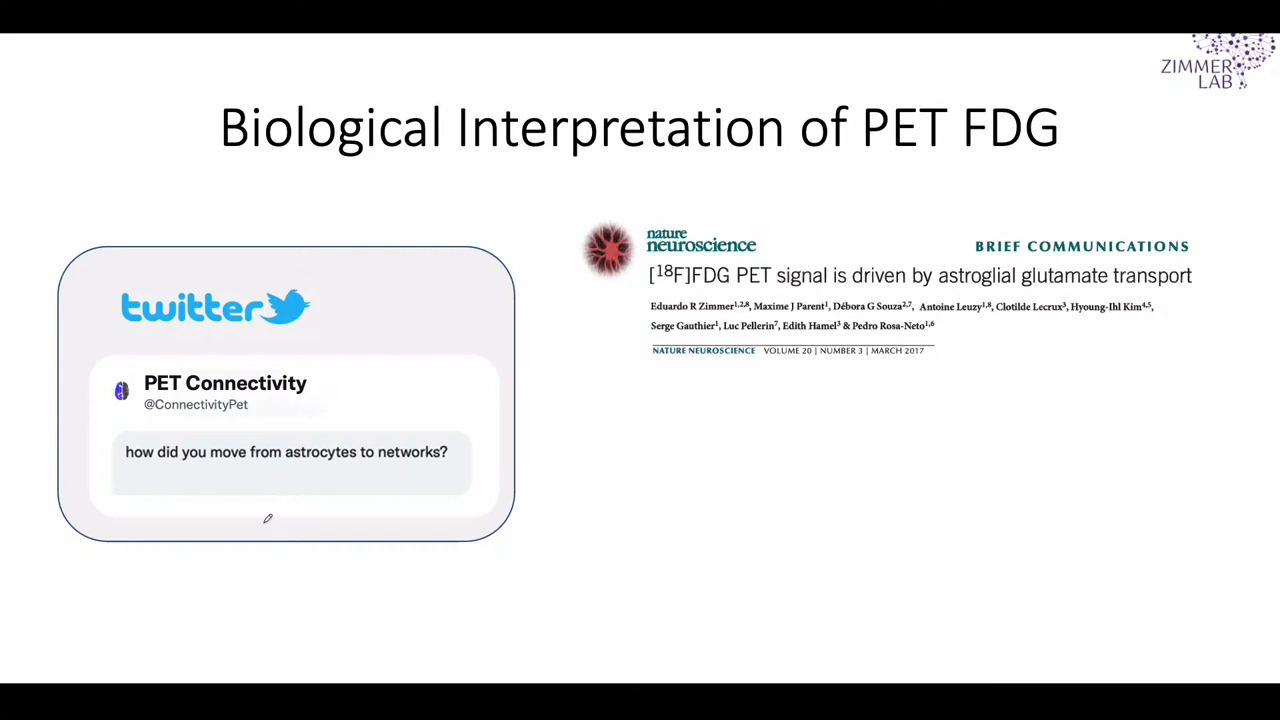 ZIMMER
LAB
Biological Interpretation of PET FDG
twitter
PET Connectivity
@ConnectivityPet
how did you move from astrocytes to networks?
nature
neuroscience
BRIEF COMMUNICATIONS
[¹⁸F]FDG PET signal is driven by astroglial glutamate transport
Eduardo R Zimmer¹,²,⁸, Maxime J Parent¹, Débora G Souza²,⁷, Antoine Leuzy¹,⁸, Clotilde Lecrux³, Hyoung-Ihl Kim⁴,⁵,
Serge Gauthier¹, Luc Pellerin⁷, Edith Hamel³ & Pedro Rosa-Neto¹,⁶
NATURE NEUROSCIENCE VOLUME 20 | NUMBER 3 | MARCH 2017